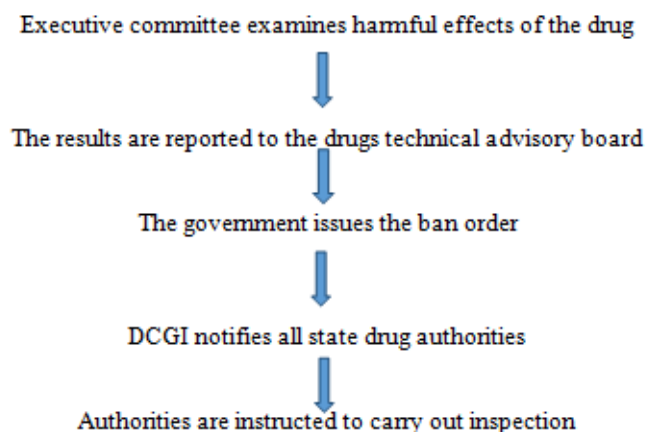 Executive committee examines harmful effects of the drug
The results are reported to the drugs technical advisory board
The government issues the ban order
DCGI notifies all state drug authorities
Authorities are instructed to carry out inspection